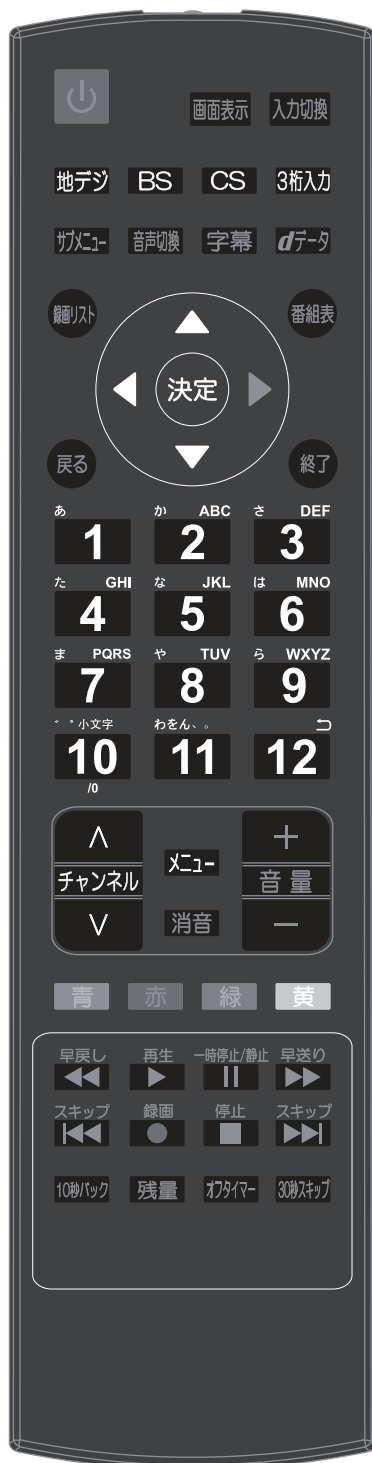 画面表示 入力切換
地デジ BS CS 3桁入力
サブメニュー 音声切換 字幕 dデータ
録画リスト 番組表
決定
戻る 終了
あ か ABC さ DEF
1 2 3
た GHI な JKL は MNO
4 5 6
ま PQRS や TUV ら WXYZ
7 8 9
゛゜小文字 わをん、。
10 11 12
/0
チャンネル メニュー + 音量 -
消音
青 赤 緑 黄
早戻し 再生 一時停止/静止 早送り
スキップ 録画 停止 スキップ
10秒バック 残量 オフタイマー 30秒スキップ